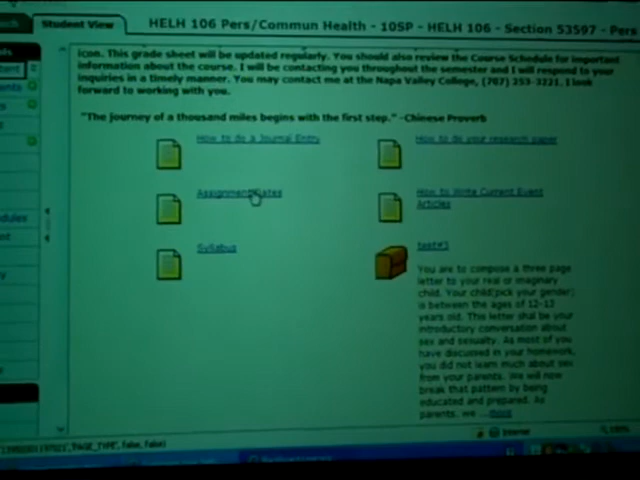 Student View
HELH 106 Pers/Commun Health - 10SP - HELH 106 - Section 53597 - Pers
icon. This grade sheet will be updated regularly. You should also review the Course Schedule for important
information about the course. I will be contacting you throughout the semester and I will respond to your
inquiries in a timely manner. You may contact me at the Napa Valley College, (707) 253-3221. I look
forward to working with you.
"The journey of a thousand miles begins with the first step." -Chinese Proverb
How to do a Journal Entry
How to do your research paper
Assignment Dates
How to Write Current Event
Articles
Syllabus
test#3
You are to compose a three page
letter to your real or imaginary
child. Your child(pick your gender)
is between the ages of 12-13
years old. This letter shall be your
introductory conversation about
sex and sexuality. As most of you
have discussed in your homework,
you did not learn much about sex
from your parents. We will now
break that pattern by being
educated and prepared. As
parents, we ...more
Internet
100%